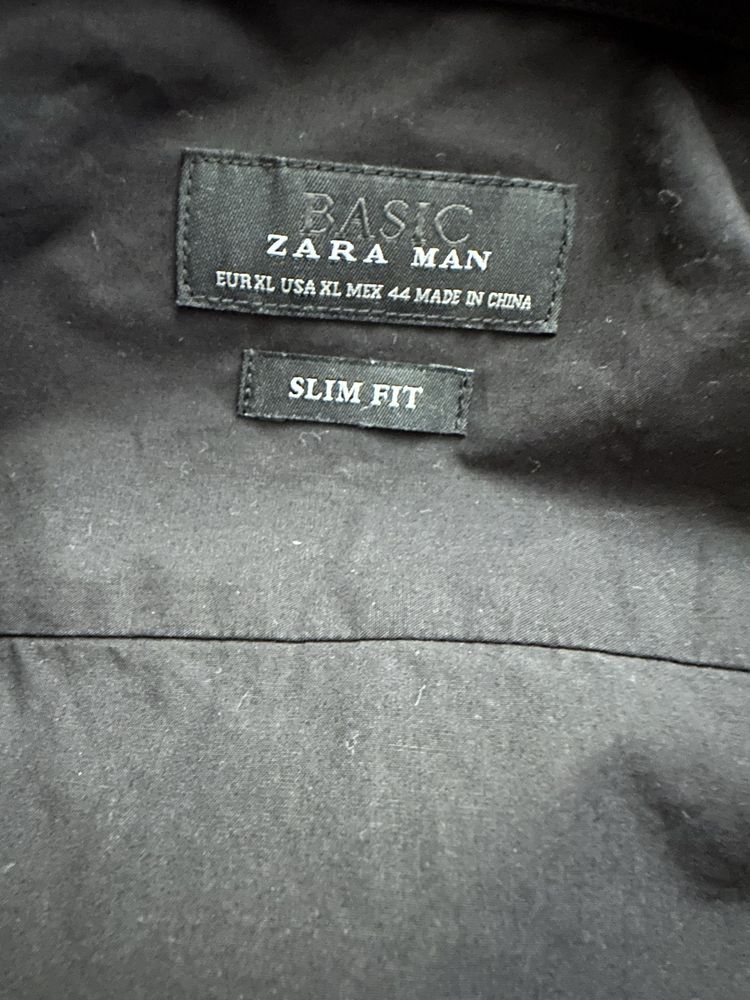 BASIC
ZARA MAN
EUR XL USA XL MEX 44 MADE IN CHINA
SLIM FIT